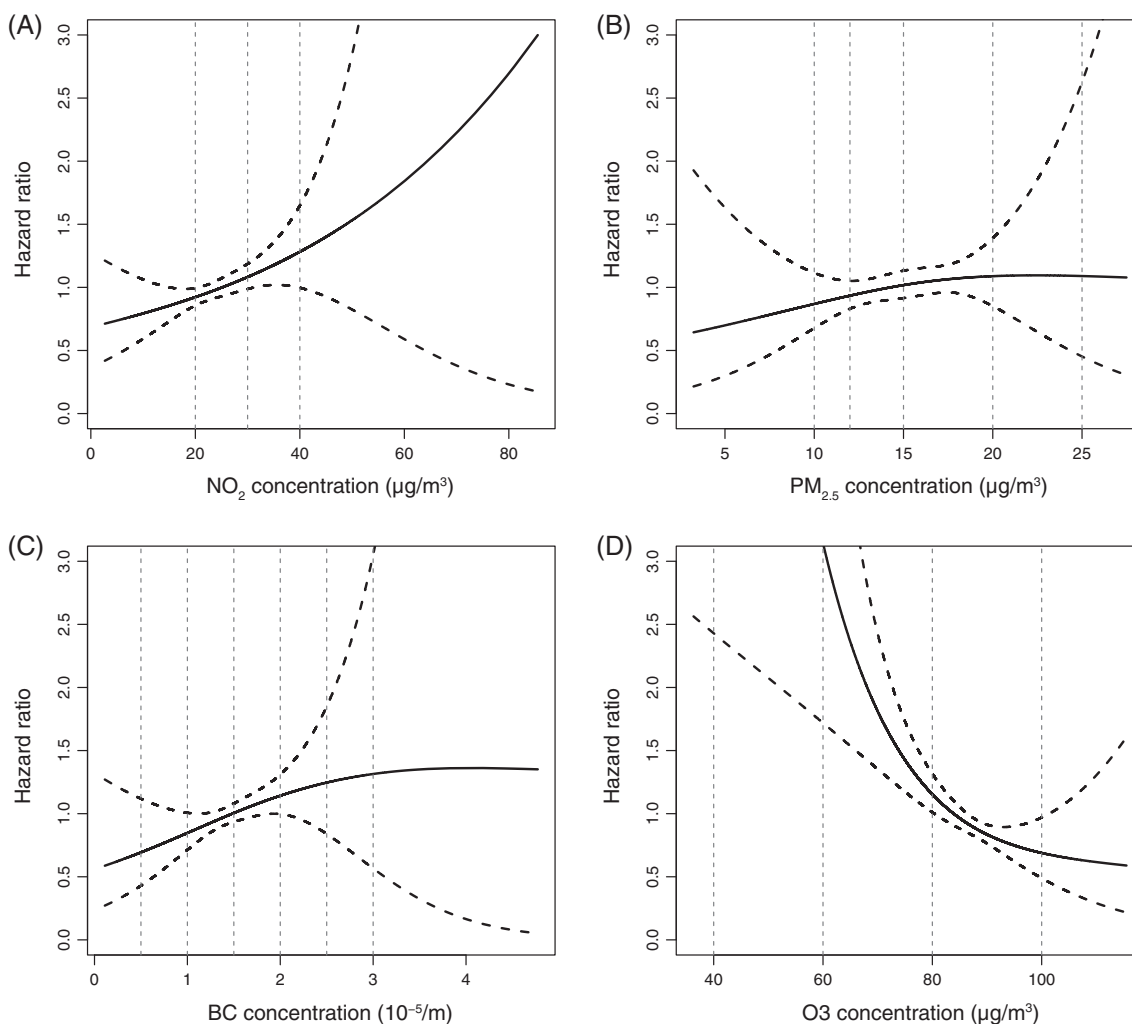 (A)
3.0
2.5
2.0
1.5
1.0
0.5
0.0
Hazard ratio
0 20 40 60 80
NO₂ concentration (µg/m³)
(B)
3.0
2.5
2.0
1.5
1.0
0.5
0.0
Hazard ratio
5 10 15 20 25
PM₂.₅ concentration (µg/m³)
(C)
3.0
2.5
2.0
1.5
1.0
0.5
0.0
Hazard ratio
0 1 2 3 4
BC concentration (10⁻⁵/m)
(D)
3.0
2.5
2.0
1.5
1.0
0.5
0.0
Hazard ratio
40 60 80 100
O3 concentration (µg/m³)